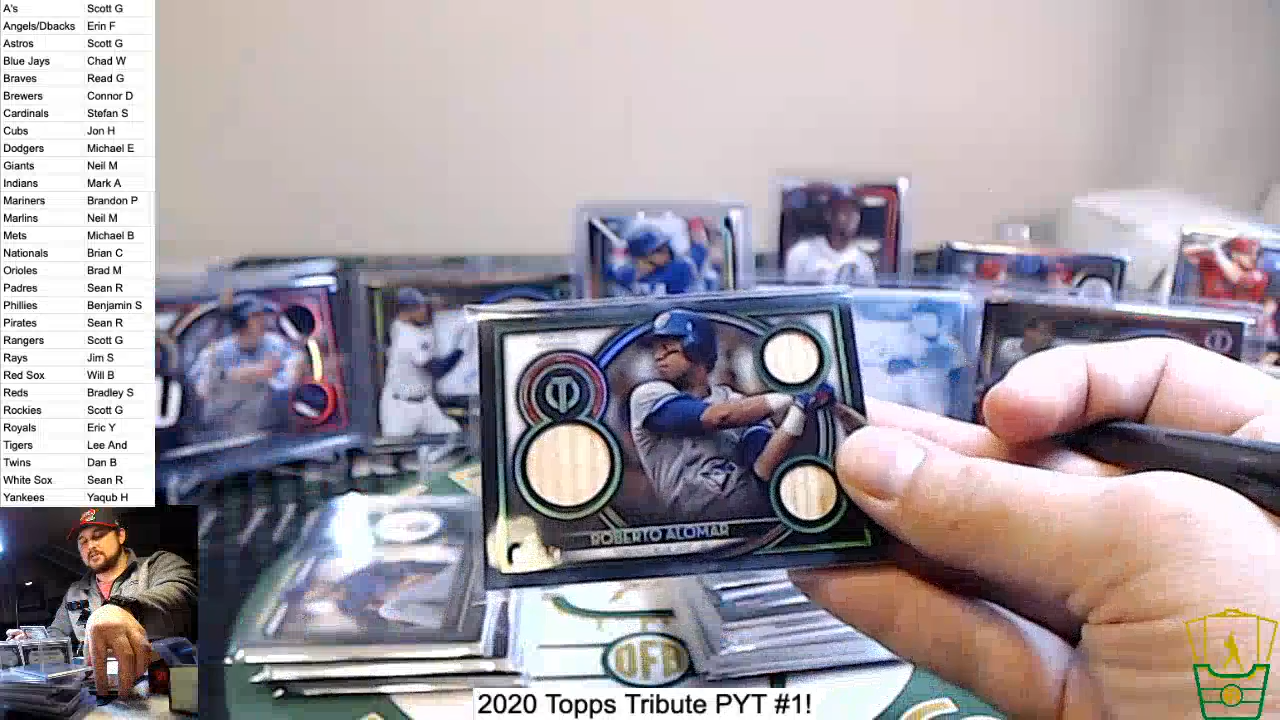 A's Scott G
Angels/Dbacks Erin F
Astros Scott G
Blue Jays Chad W
Braves Read G
Brewers Connor D
Cardinals Stefan S
Cubs Jon H
Dodgers Michael E
Giants Neil M
Indians Mark A
Mariners Brandon P
Marlins Neil M
Mets Michael B
Nationals Brian C
Orioles Brad M
Padres Sean R
Phillies Benjamin S
Pirates Sean R
Rangers Scott G
Rays Jim S
Red Sox Will B
Reds Bradley S
Rockies Scott G
Royals Eric Y
Tigers Lee And
Twins Dan B
White Sox Sean R
Yankees Yaqub H
ROBERTO ALOMAR
OFB
2020 Topps Tribute PYT #1!